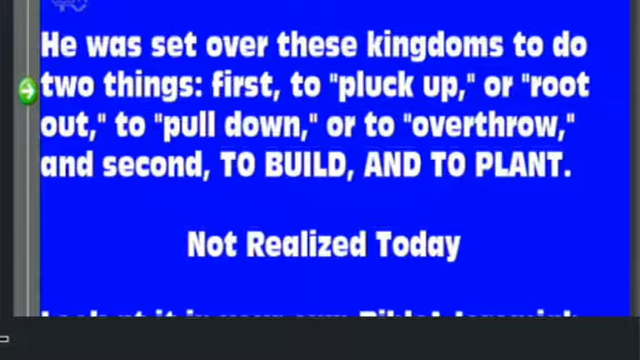 He was set over these kingdoms to do
two things: first, to "pluck up," or "root
out," to "pull down," or to "overthrow,"
and second, TO BUILD, AND TO PLANT.
Not Realized Today